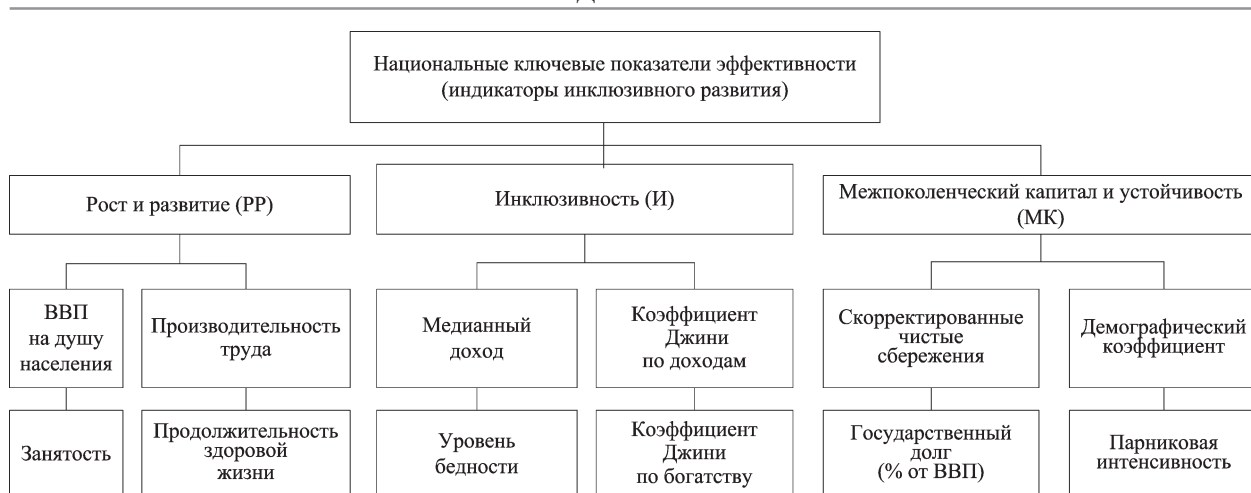 Национальные ключевые показатели эффективности
(индикаторы инклюзивного развития)
Рост и развитие (РР)
Инклюзивность (И)
Межпоколенческий капитал и устойчивость
(МК)
ВВП
на душу
населения
Производительность
труда
Медианный
доход
Коэффициент
Джини
по доходам
Скорректированные
чистые
сбережения
Демографический
коэффициент
Занятость
Продолжительность
здоровой
жизни
Уровень
бедности
Коэффициент
Джини
по богатству
Государственный
долг
(% от ВВП)
Парниковая
интенсивность